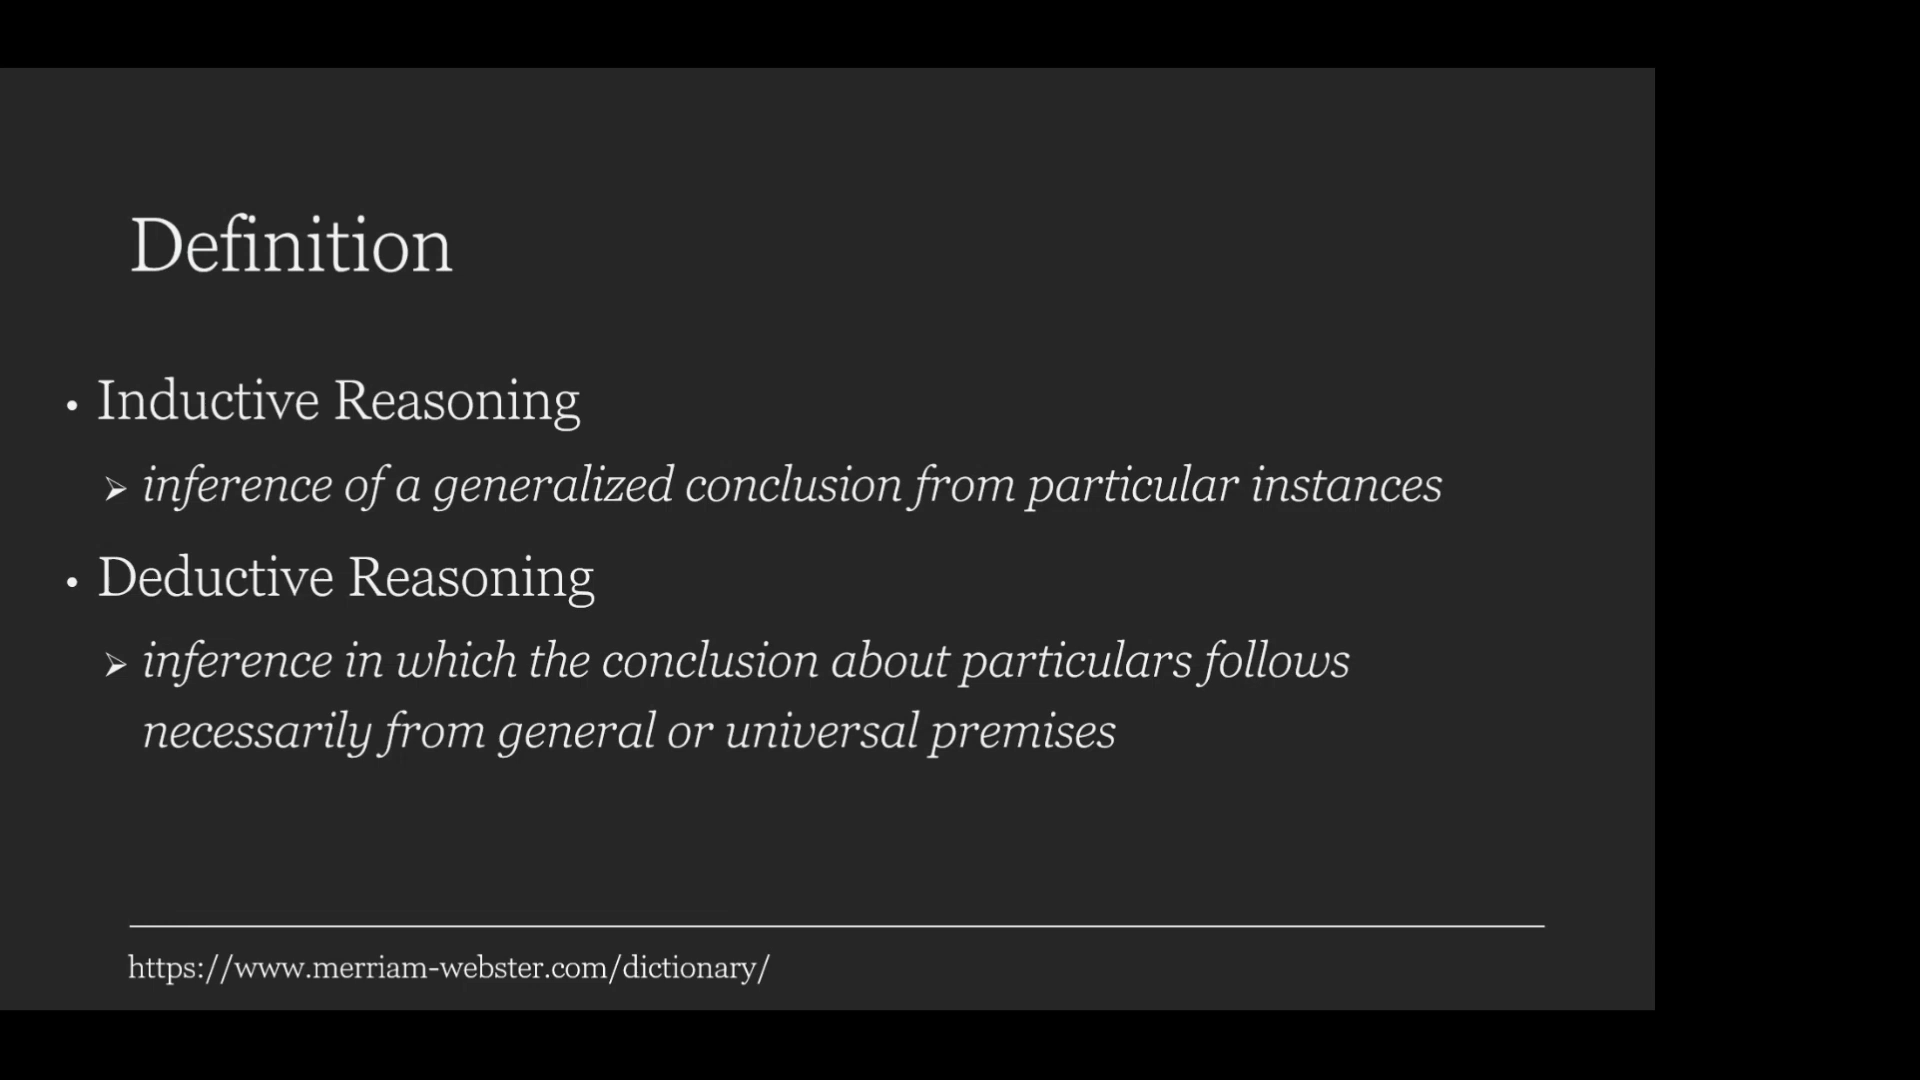 Definition
• Inductive Reasoning
➢ inference of a generalized conclusion from particular instances
• Deductive Reasoning
➢ inference in which the conclusion about particulars follows
necessarily from general or universal premises
https://www.merriam-webster.com/dictionary/